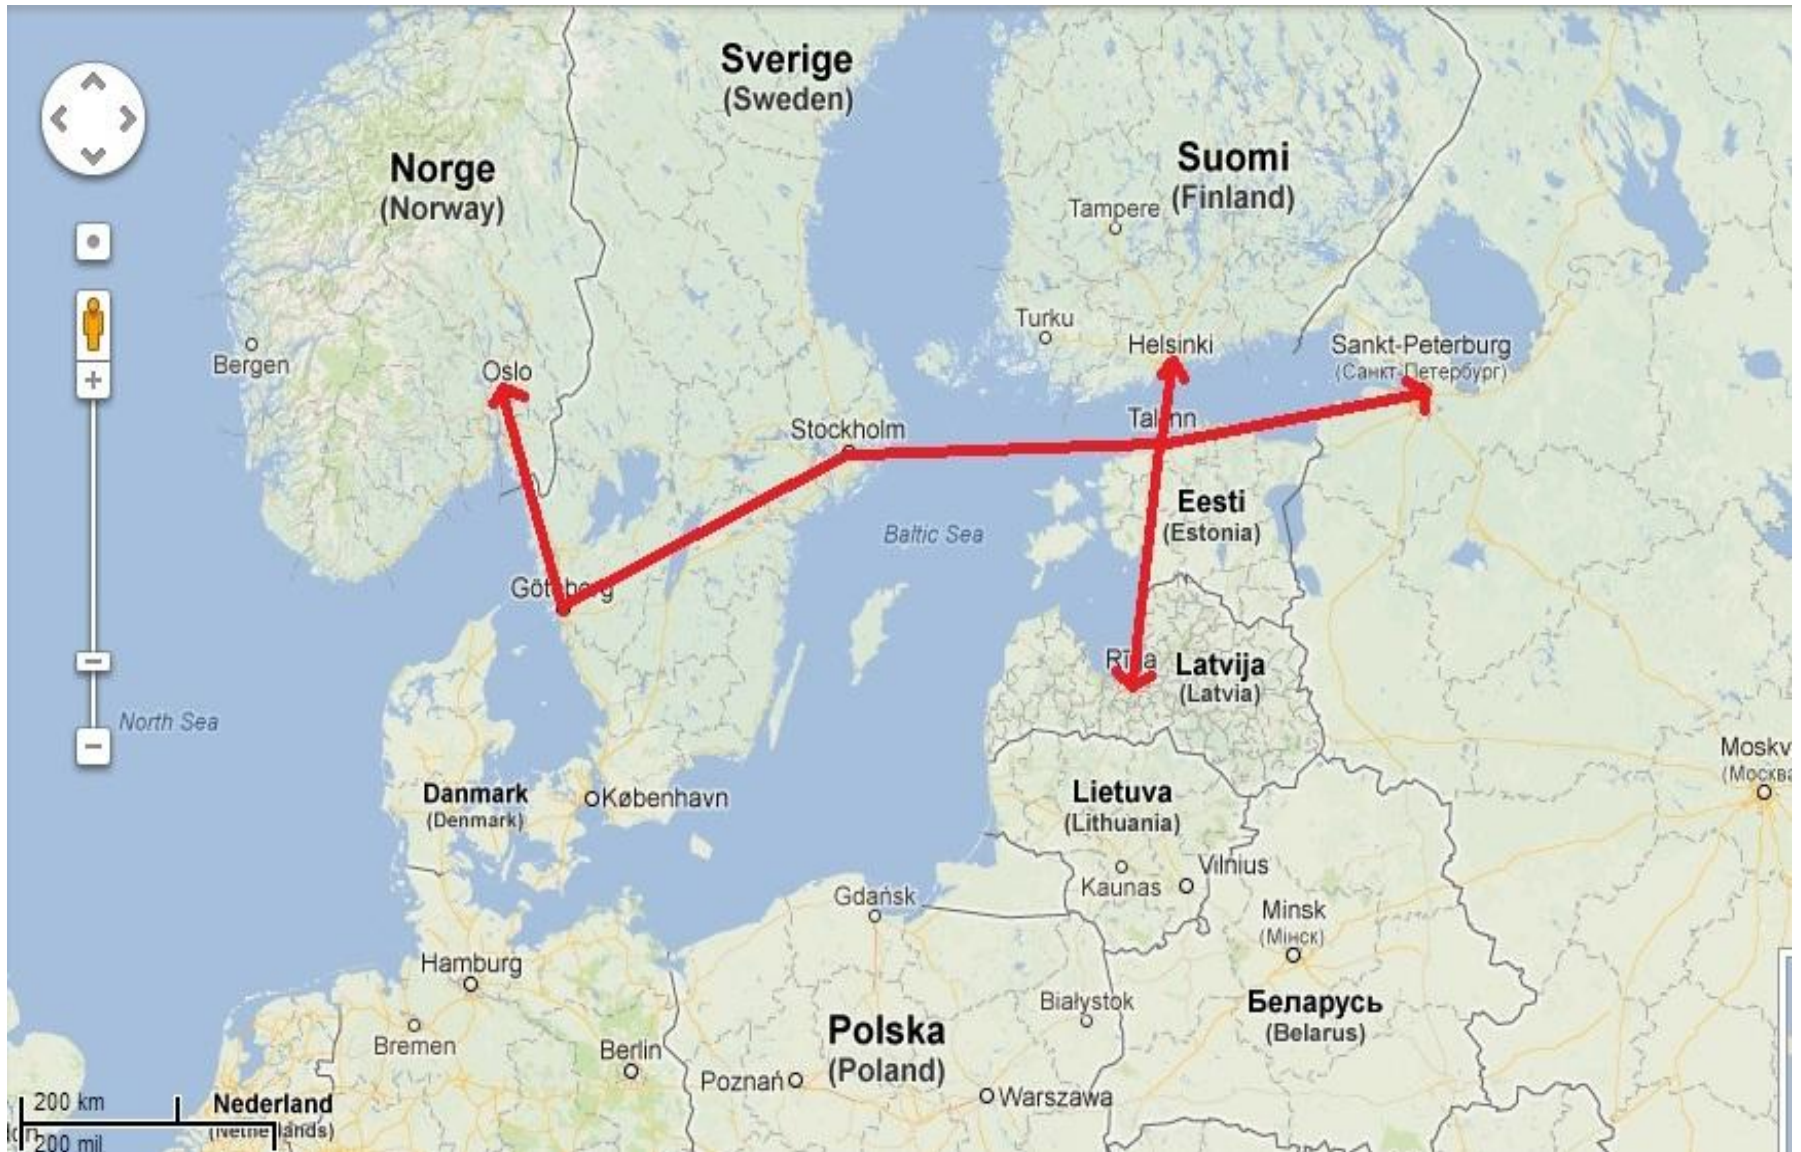 Sverige
(Sweden)
Norge
(Norway)
Suomi
(Finland)
Tampere
Turku
Helsinki
Sankt-Peterburg
(Санкт-Петербург)
Bergen
Oslo
Stockholm
Eesti
(Estonia)
Baltic Sea
Latvija
(Latvia)
North Sea
Moskv
(Москва
Danmark
(Denmark)
København
Lietuva
(Lithuania)
Vilnius
Kaunas
Gdańsk
Minsk
(Мінск)
Hamburg
Białystok
Беларусь
(Belarus)
Bremen
Polska
(Poland)
Berlin
Poznań
Warszawa
200 km
Nederland
200 mil